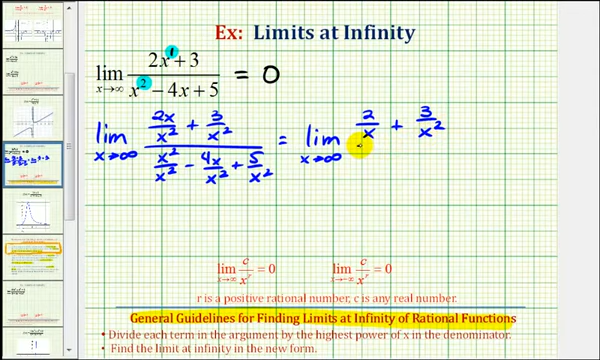 Ex: Limits at Infinity
lim x→∞ (2x¹ + 3)/(x² − 4x + 5) = 0
lim x→∞ (2x/x² + 3/x²)/(x²/x² − 4x/x² + 5/x²) = lim x→∞ 2/x + 3/x²
lim x→∞ c/xʳ = 0 lim x→−∞ c/xʳ = 0
r is a positive rational number, c is any real number.
General Guidelines for Finding Limits at Infinity of Rational Functions
• Divide each term in the argument by the highest power of x in the denominator.
• Find the limit at infinity in the new form.